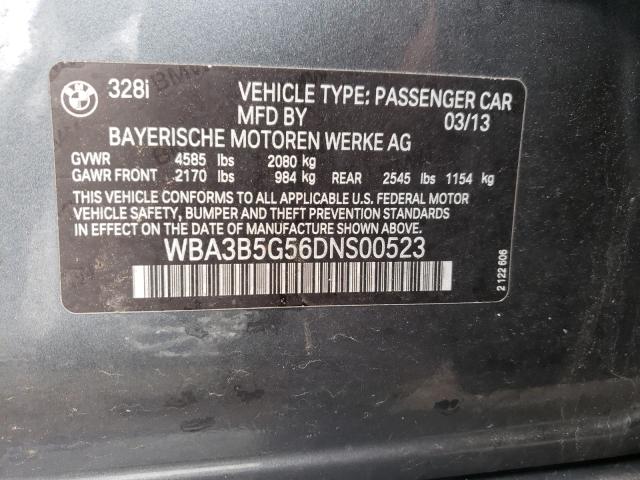 BMW
328i VEHICLE TYPE: PASSENGER CAR
MFD BY 03/13
BAYERISCHE MOTOREN WERKE AG
GVWR 4585 lbs 2080 kg
GAWR FRONT 2170 lbs 984 kg REAR 2545 lbs 1154 kg
THIS VEHICLE CONFORMS TO ALL APPLICABLE U.S. FEDERAL MOTOR
VEHICLE SAFETY, BUMPER AND THEFT PREVENTION STANDARDS
IN EFFECT ON THE DATE OF MANUFACTURE SHOWN ABOVE.
WBA3B5G56DNS00523
2 122 606